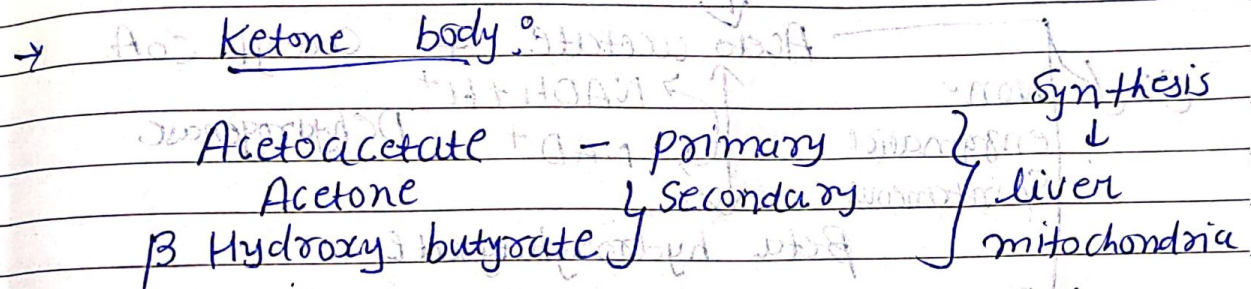 → Ketone body :
Synthesis
↓
Acetoacetate - primary
Acetone } Secondary } liver
β Hydroxy butyrate mitochondria